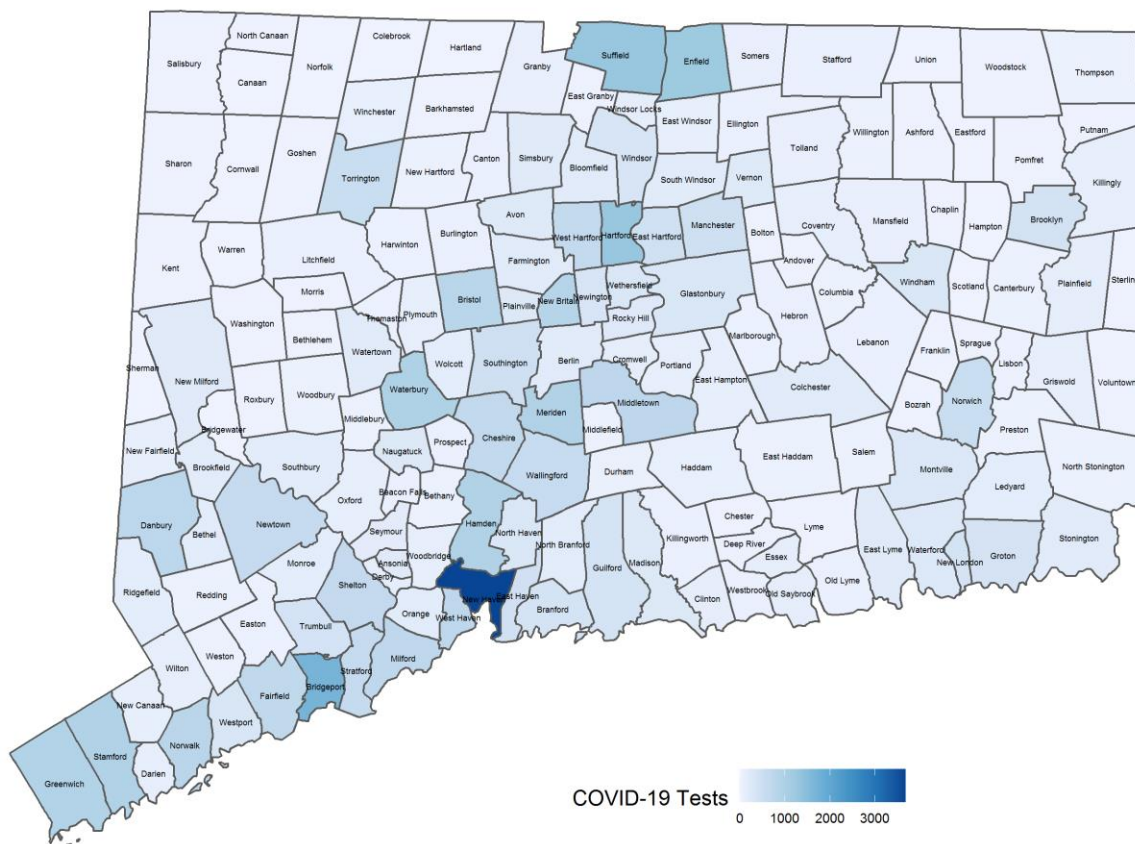 North Canaan
Colebrook
Hartland
Salisbury
Norfolk
Canaan
Granby
Suffield
Enfield
Somers
Stafford
Union
Woodstock
Thompson
Winchester
Barkhamsted
East Granby
Windsor Locks
East Windsor
Ellington
Willington
Ashford
Eastford
Putnam
Sharon
Cornwall
Goshen
Torrington
New Hartford
Canton
Simsbury
Bloomfield
Windsor
South Windsor
Vernon
Tolland
Pomfret
Killingly
Kent
Warren
Litchfield
Harwinton
Burlington
Avon
Farmington
West Hartford
Hartford
East Hartford
Manchester
Bolton
Coventry
Andover
Mansfield
Chaplin
Hampton
Brooklyn
Morris
Washington
Bethlehem
Thomaston
Plymouth
Bristol
Plainville
New Britain
Newington
Wethersfield
Rocky Hill
Glastonbury
Hebron
Columbia
Windham
Scotland
Canterbury
Plainfield
Sterlin
Marlborough
Lebanon
Franklin
Sprague
Lisbon
Griswold
Voluntown
Sherman
New Milford
Roxbury
Woodbury
Watertown
Waterbury
Wolcott
Southington
Berlin
Cromwell
Portland
East Hampton
Colchester
Bozrah
Norwich
Preston
Bridgewater
Middlebury
Naugatuck
Prospect
Cheshire
Meriden
Middlefield
Middletown
New Fairfield
Brookfield
Southbury
Oxford
Beacon Falls
Bethany
Wallingford
Durham
Haddam
East Haddam
Salem
Montville
North Stonington
Ledyard
Danbury
Bethel
Newtown
Seymour
Hamden
North Haven
North Branford
Killingworth
Chester
Deep River
Essex
Lyme
East Lyme
Waterford
New London
Groton
Stonington
Ridgefield
Redding
Monroe
Ansonia
Derby
Woodbridge
New Haven
East Haven
Guilford
Madison
Clinton
Westbrook
Old Saybrook
Old Lyme
Shelton
Orange
West Haven
Branford
Easton
Trumbull
Milford
Stratford
Weston
Wilton
Bridgeport
Fairfield
New Canaan
Westport
Norwalk
Stamford
Darien
Greenwich
COVID-19 Tests
0 1000 2000 3000